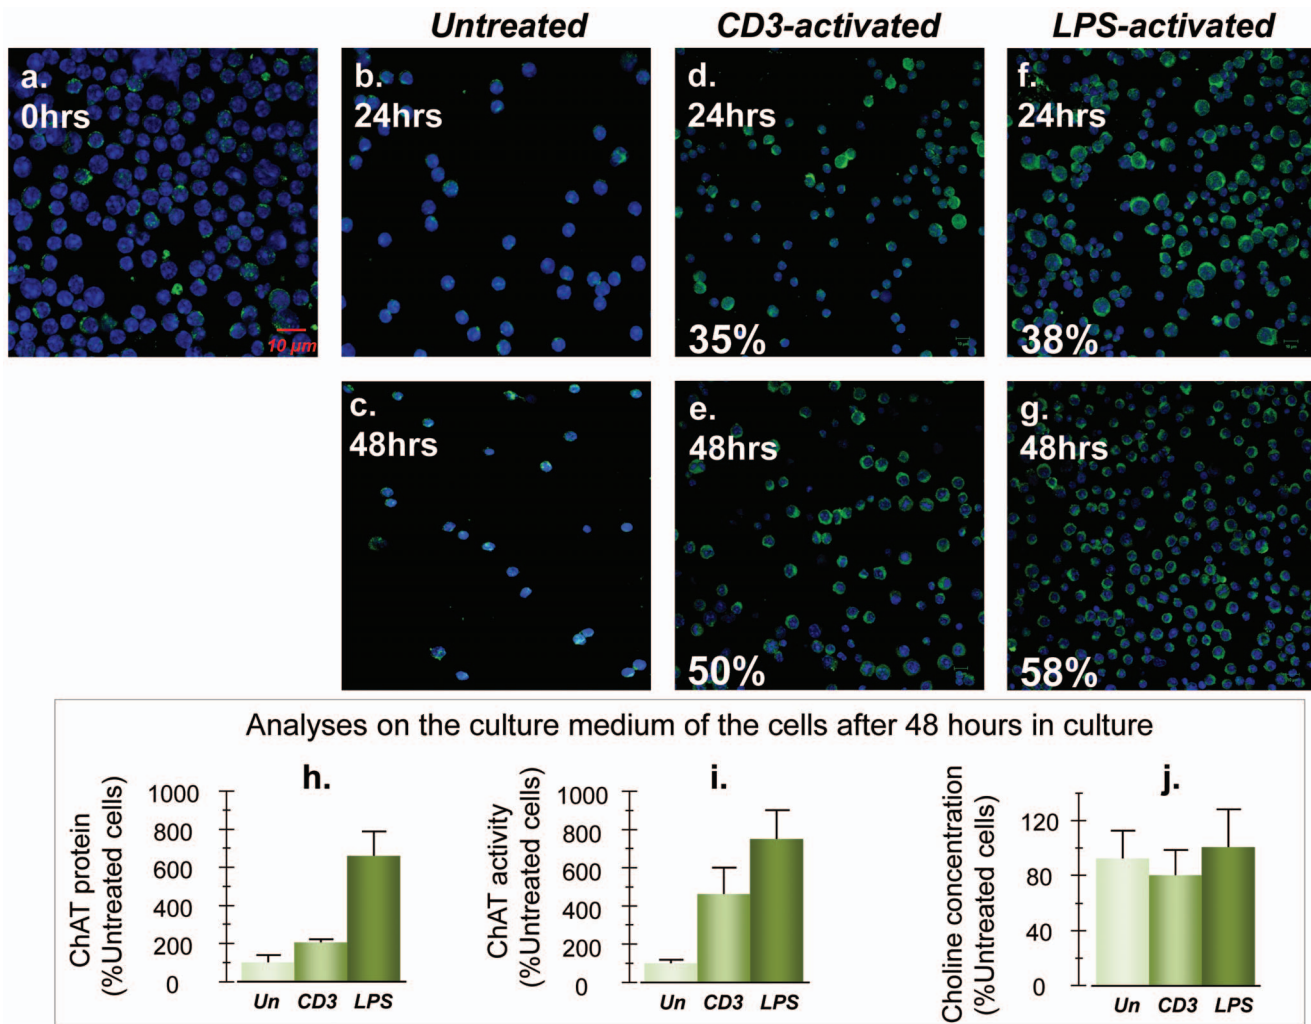 Untreated
CD3-activated
LPS-activated
a.
0hrs
10 µm
b.
24hrs
d.
24hrs
35%
f.
24hrs
38%
c.
48hrs
e.
48hrs
50%
g.
48hrs
58%
Analyses on the culture medium of the cells after 48 hours in culture
h.
ChAT protein
(%Untreated cells)
1000
800
600
400
200
0
Un CD3 LPS
i.
ChAT activity
(%Untreated cells)
1000
800
600
400
200
0
Un CD3 LPS
j.
Choline concentration
(%Untreated cells)
120
80
40
0
Un CD3 LPS